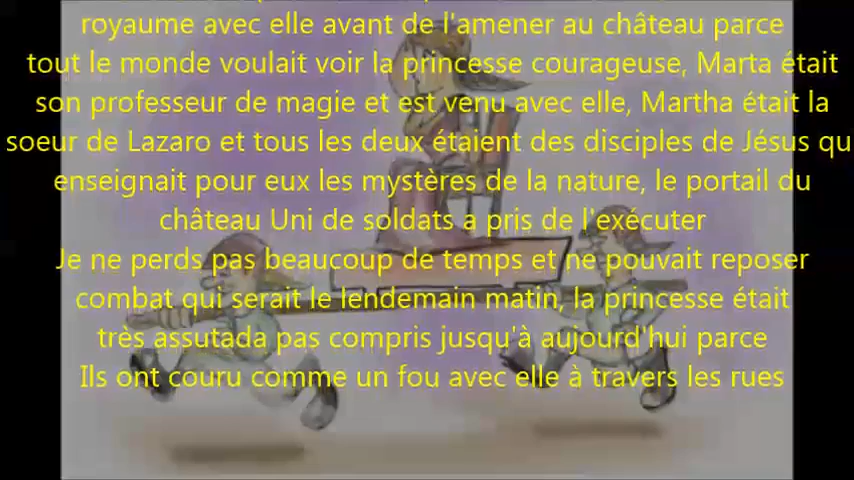 royaume avec elle avant de l'amener au château parce
tout le monde voulait voir la princesse courageuse, Marta était
son professeur de magie et est venu avec elle, Martha était la
soeur de Lazaro et tous les deux étaient des disciples de Jésus qu
enseignait pour eux les mystères de la nature, le portail du
château Uni de soldats a pris de l'exécuter
Je ne perds pas beaucoup de temps et ne pouvait reposer
combat qui serait le lendemain matin, la princesse était
très assutada pas compris jusqu'à aujourd'hui parce
Ils ont couru comme un fou avec elle à travers les rues